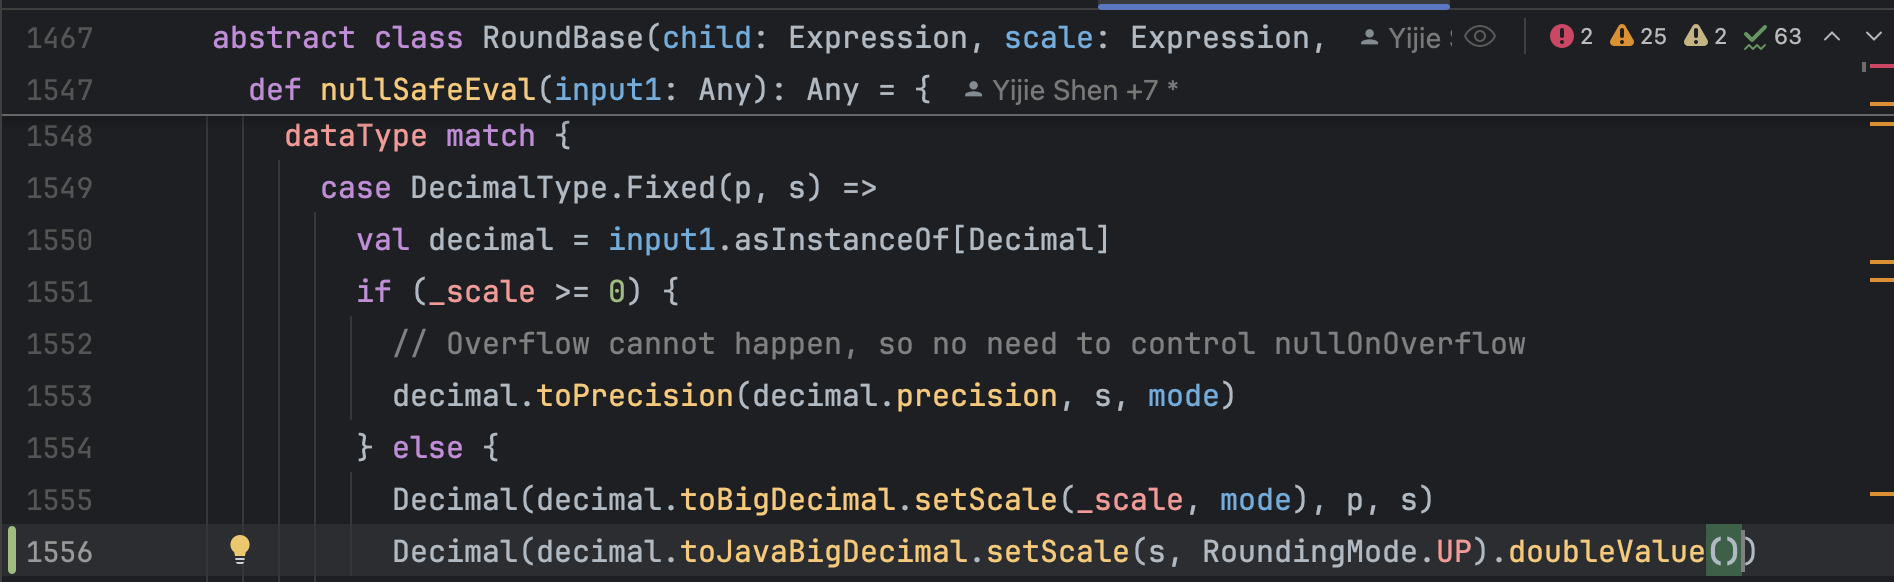 1467 abstract class RoundBase(child: Expression, scale: Expression, Yijie 2 25 2 63
1547 def nullSafeEval(input1: Any): Any = { Yijie Shen +7 *
1548 dataType match {
1549 case DecimalType.Fixed(p, s) =>
1550 val decimal = input1.asInstanceOf[Decimal]
1551 if (_scale >= 0) {
1552 // Overflow cannot happen, so no need to control nullOnOverflow
1553 decimal.toPrecision(decimal.precision, s, mode)
1554 } else {
1555 Decimal(decimal.toBigDecimal.setScale(_scale, mode), p, s)
1556 Decimal(decimal.toJavaBigDecimal.setScale(s, RoundingMode.UP).doubleValue())